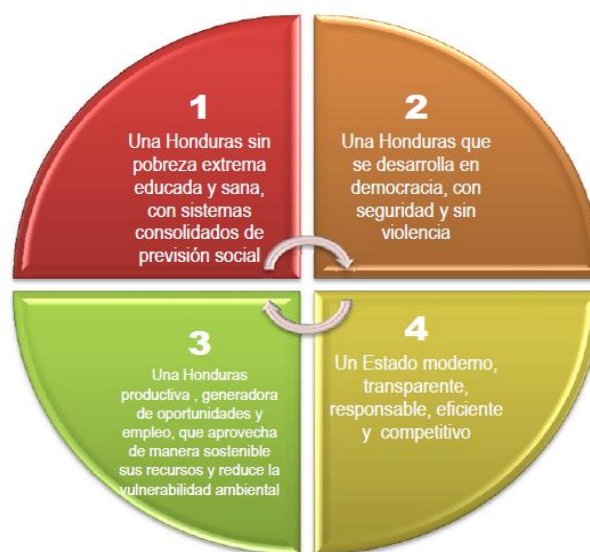 1
Una Honduras sin
pobreza extrema
educada y sana,
con sistemas
consolidados de
previsión social
2
Una Honduras que
se desarrolla en
democracia, con
seguridad y sin
violencia
3
Una Honduras
productiva , generadora
de oportunidades y
empleo, que aprovecha
de manera sostenible
sus recursos y reduce la
vulnerabilidad ambiental
4
Un Estado moderno,
transparente,
responsable, eficiente
y competitivo